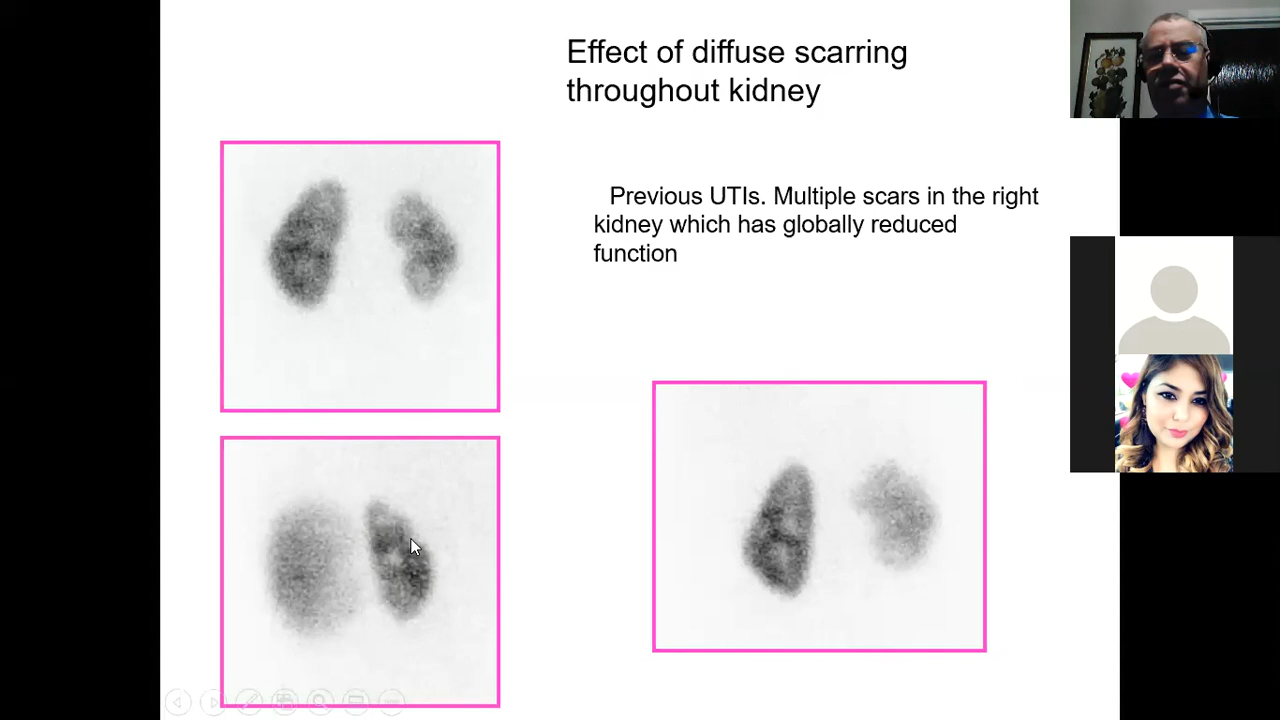 Effect of diffuse scarring
throughout kidney
Previous UTIs. Multiple scars in the right
kidney which has globally reduced
function